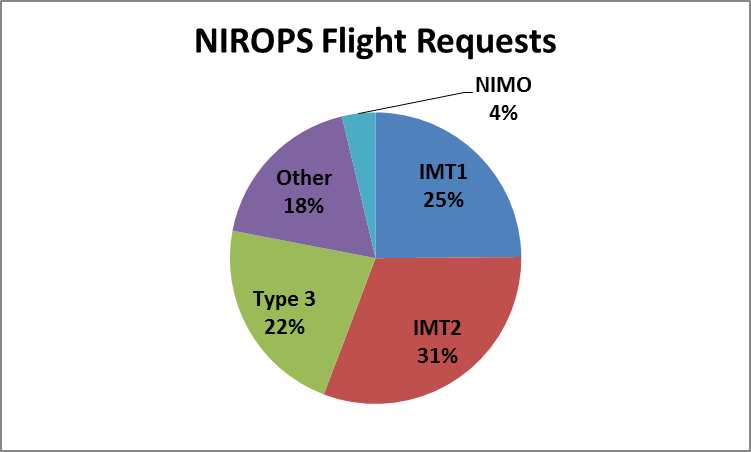 NIROPS Flight Requests
NIMO
4%
IMT1
25%
Other
18%
Type 3
22%
IMT2
31%